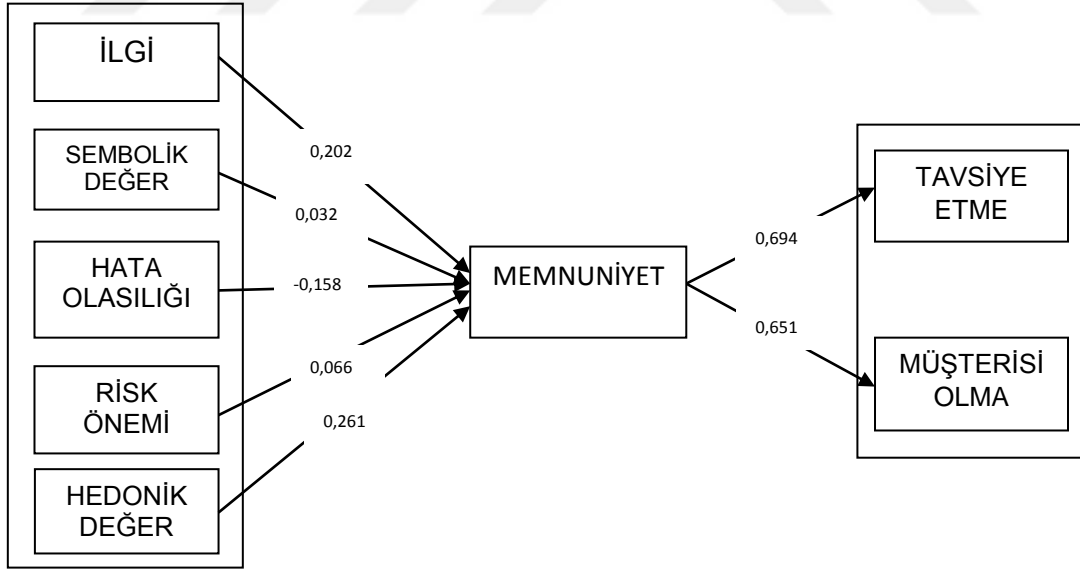 İLGİ
SEMBOLİK
DEĞER
HATA
OLASILIĞI
RİSK
ÖNEMİ
HEDONİK
DEĞER
0,202
0,032
-0,158
0,066
0,261
MEMNUNİYET
0,694
0,651
TAVSİYE
ETME
MÜŞTERİSİ
OLMA